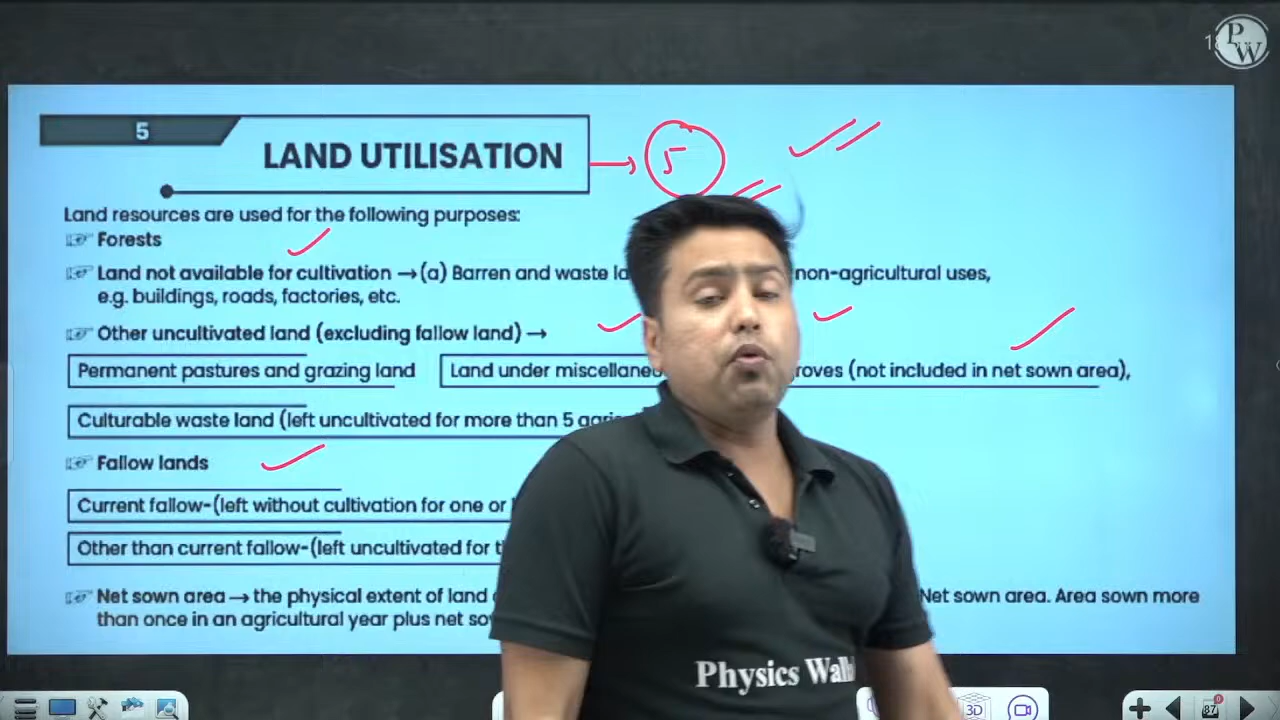 PW
5
LAND UTILISATION
5
Land resources are used for the following purposes:
☞ Forests
☞ Land not available for cultivation →(a) Barren and waste non-agricultural uses,
e.g. buildings, roads, factories, etc.
☞ Other uncultivated land (excluding fallow land) →
Permanent pastures and grazing land
Land under (not included in net sown area),
Culturable waste land (left uncultivated for more than 5
☞ Fallow lands
Current fallow-(left without cultivation for one or
Other than current fallow-(left uncultivated for
☞ Net sown area → the physical extent of land Net sown area. Area sown more
than once in an agricultural year plus net
Physics
3D
87